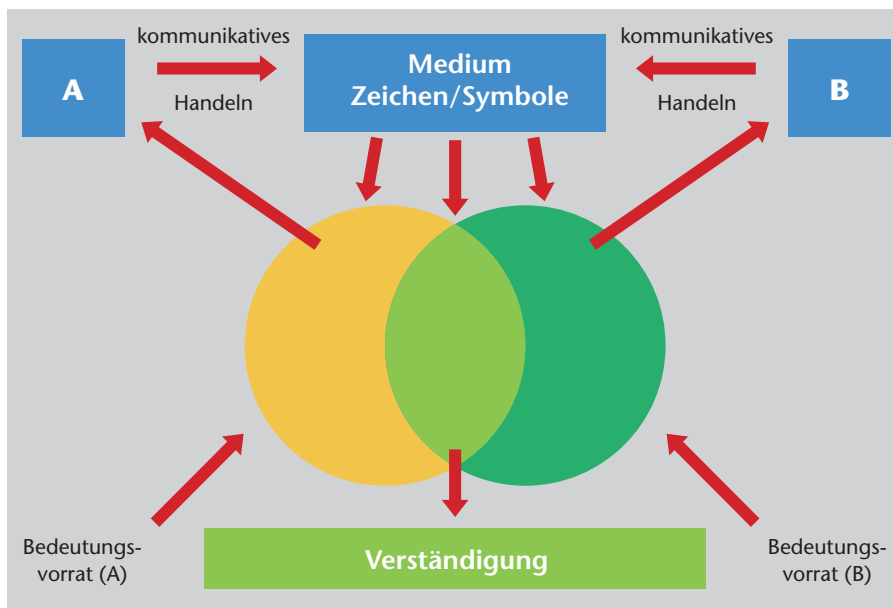 kommunikatives
A
Handeln
Medium
Zeichen/Symbole
kommunikatives
Handeln
B
Bedeutungs-
vorrat (A)
Verständigung
Bedeutungs-
vorrat (B)